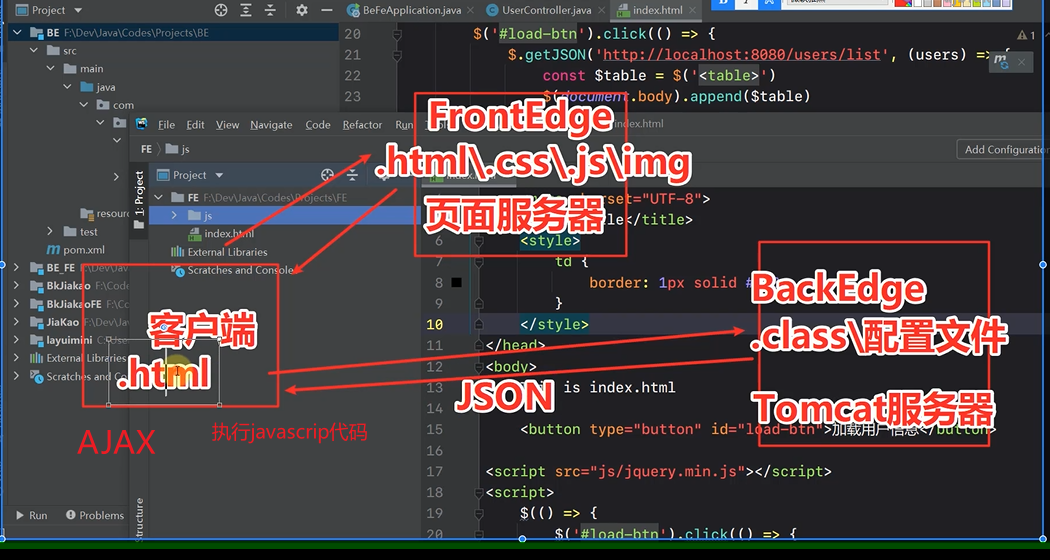 Project
BeFeApplication.java
UserController.java
index.html
BE F:\Dev\Java\Codes\Projects\BE
20 $('#load-btn').click(() => {
1
src
21 $.getJSON('http://localhost:8080/users/list', (users) => {
main
22 const $table = $('<table>')
java
23 $(document.body).append($table)
com
File Edit View Navigate Code Refactor Run
FrontEdge
index.html
FE js
Add Configuration
.html\.css\.js\img
1: Project
Project
FE F:\Dev\Java\Codes\Projects\FE
rset="UTF-8">
js
页面服务器
le</title>
index.html
6 <style>
test
External Libraries
7 td {
pom.xml
Scratches and Console
8 border: 1px solid #
BE_FE F:\Dev\Jav
BackEdge
BkJiakao F:\Cod
9 }
BkJiakaoFE F:\C
JiaKao F:\Dev\Jav
客户端
10 </style>
.class\配置文件
layuimini C:\Use
11 </head>
External Libraries
12 <body>
Scratches and Co
.html
13 is index.html
JSON
Tomcat服务器
14
AJAX
执行javascrip代码
15 <button type="button" id="load-btn">加载用户信息</button>
16
17 <script src="js/jquery.min.js"></script>
18 <script>
Run
Problems
19 $(() => {
20 $('#load-btn').click(() => {